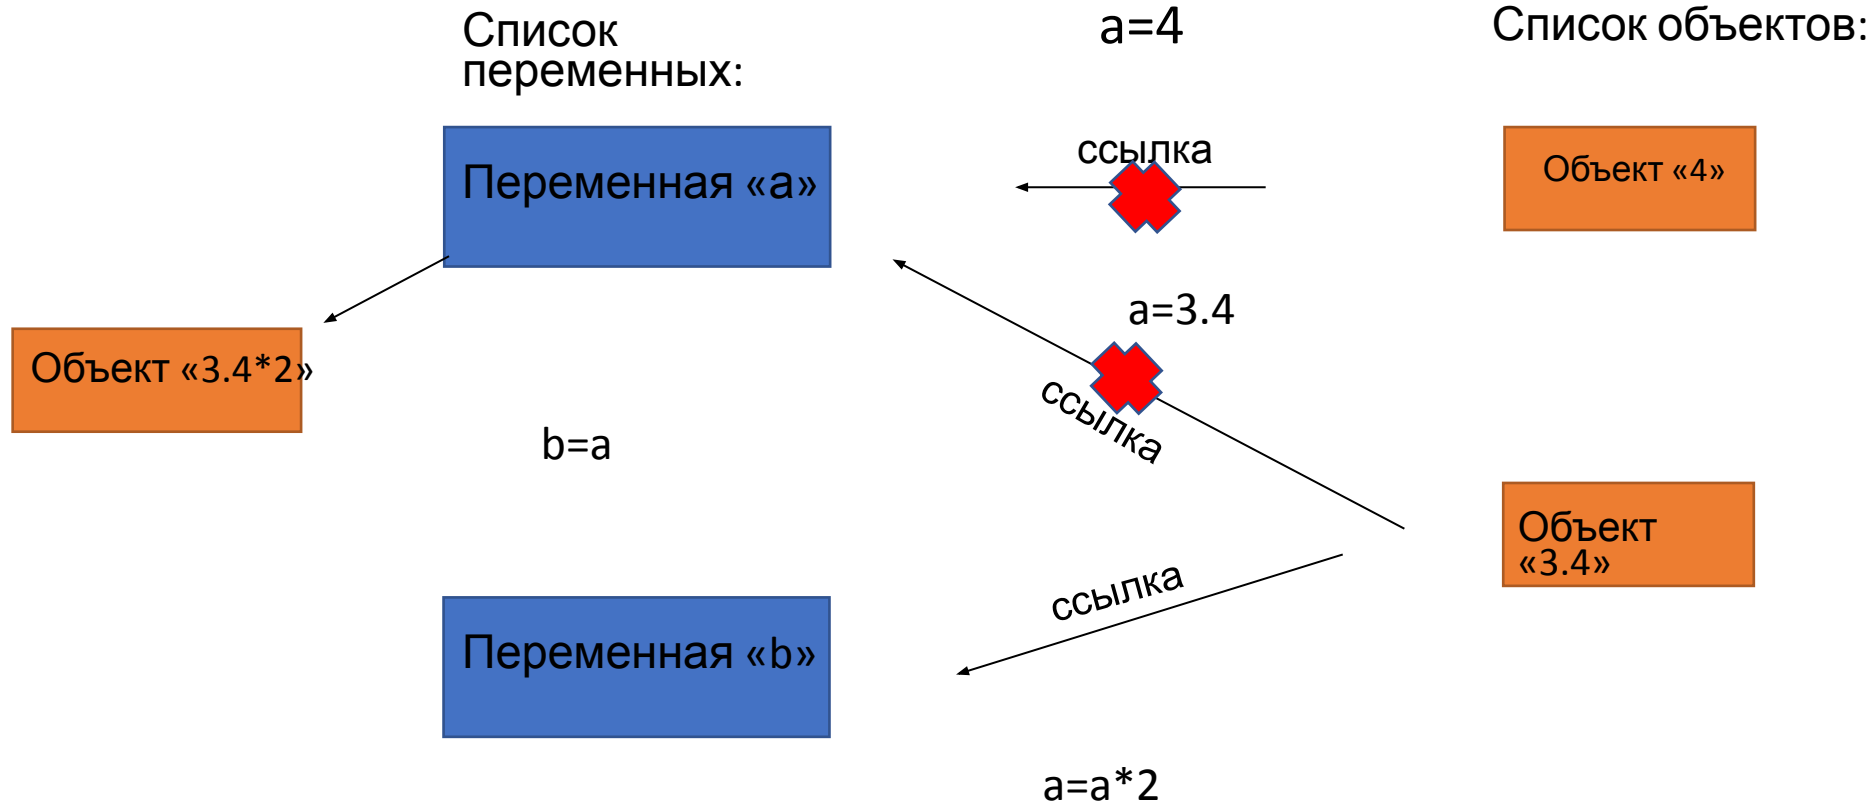 Список
переменных:
a=4
Список объектов:
Переменная «a»
ссылка
Объект «4»
a=3.4
Объект «3.4*2»
ссылка
b=a
Объект
«3.4»
ссылка
Переменная «b»
a=a*2